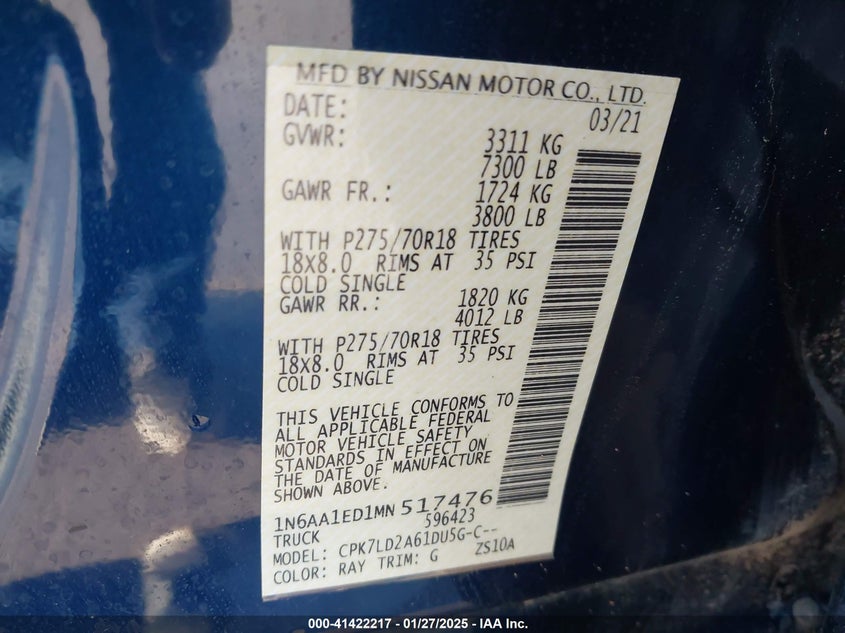 MFD BY NISSAN MOTOR CO., LTD.
DATE: 03/21
GVWR: 3311 KG
7300 LB
GAWR FR.: 1724 KG
3800 LB
WITH P275/70R18 TIRES
18X8.0 RIMS AT 35 PSI
COLD SINGLE
GAWR RR.: 1820 KG
4012 LB
WITH P275/70R18 TIRES
18X8.0 RIMS AT 35 PSI
COLD SINGLE
THIS VEHICLE CONFORMS TO
ALL APPLICABLE FEDERAL
MOTOR VEHICLE SAFETY
STANDARDS IN EFFECT ON
THE DATE OF MANUFACTURE
SHOWN ABOVE.
1N6AA1ED1MN517476
TRUCK 596423
MODEL: CPK7LD2A61DU5G-C--
COLOR: RAY TRIM: G ZS10A
000-41422217 — 01/27/2025 — IAA Inc.